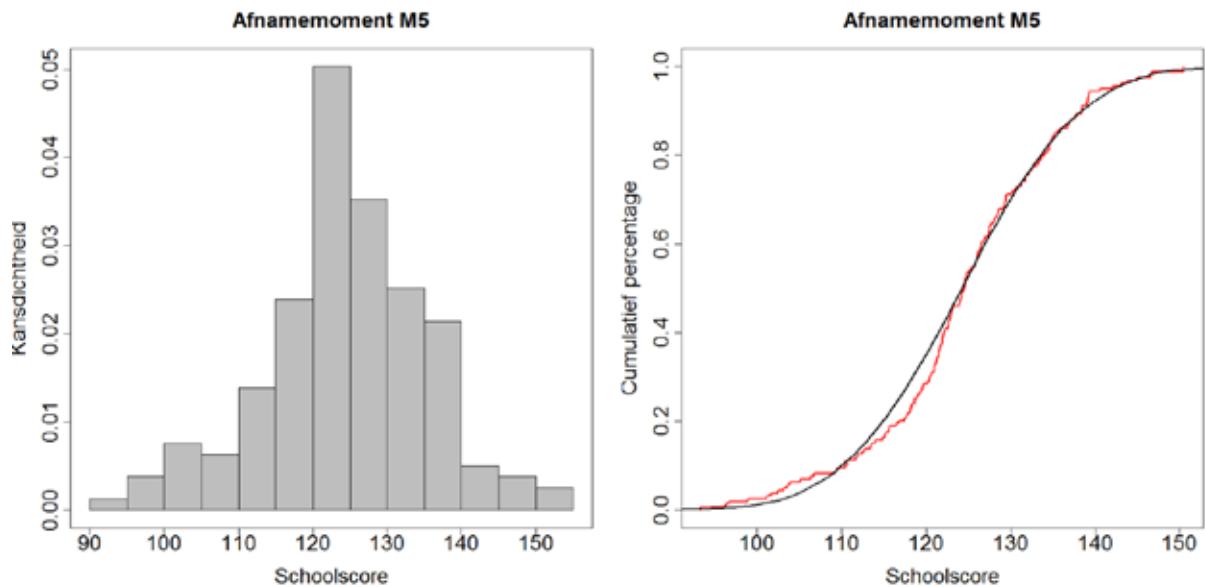 Afnamemoment M5
Kansdichtheid
0.05
0.04
0.03
0.02
0.01
0.00
90 100 110 120 130 140 150
Schoolscore
Afnamemoment M5
Cumulatief percentage
1.0
0.8
0.6
0.4
0.2
0.0
100 110 120 130 140 150
Schoolscore